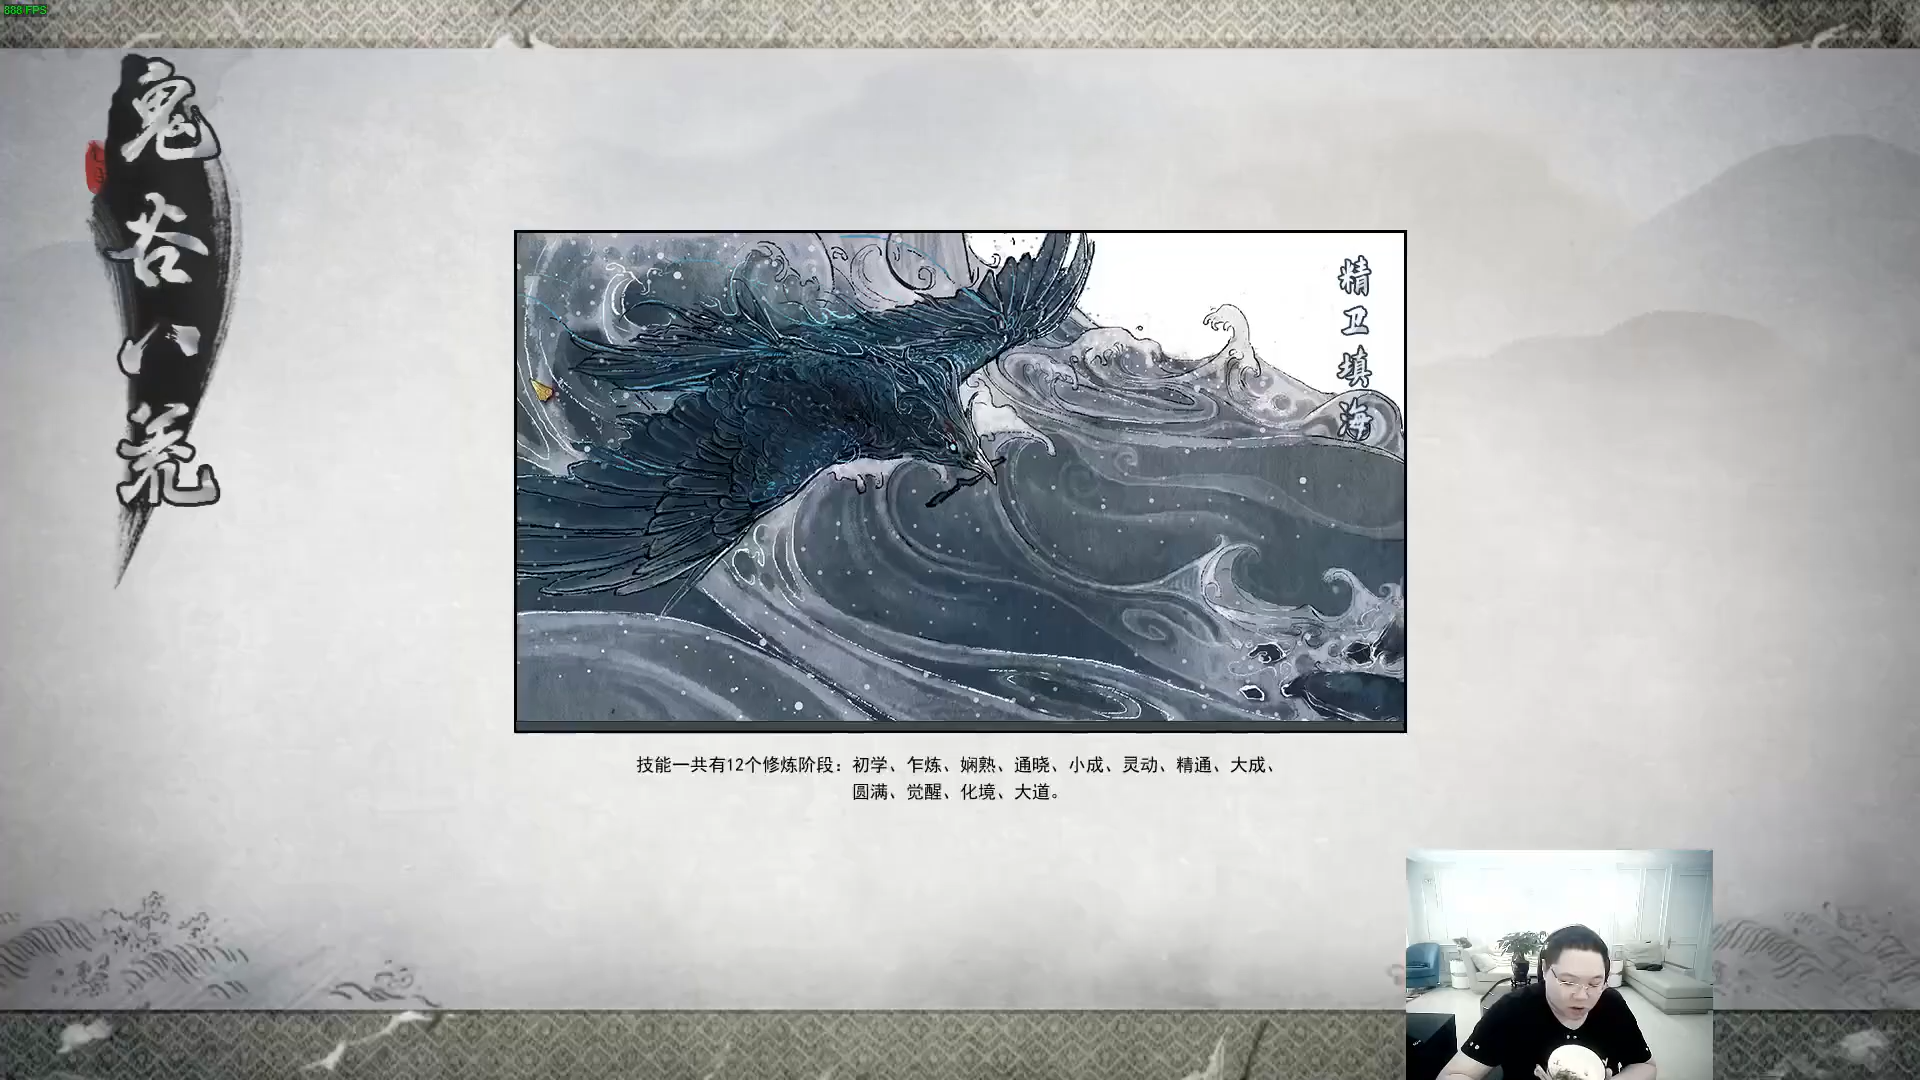 888 FPS
鬼谷八荒
精卫填海
技能一共有12个修炼阶段：初学、乍炼、娴熟、通晓、小成、灵动、精通、大成、
圆满、觉醒、化境、大道。